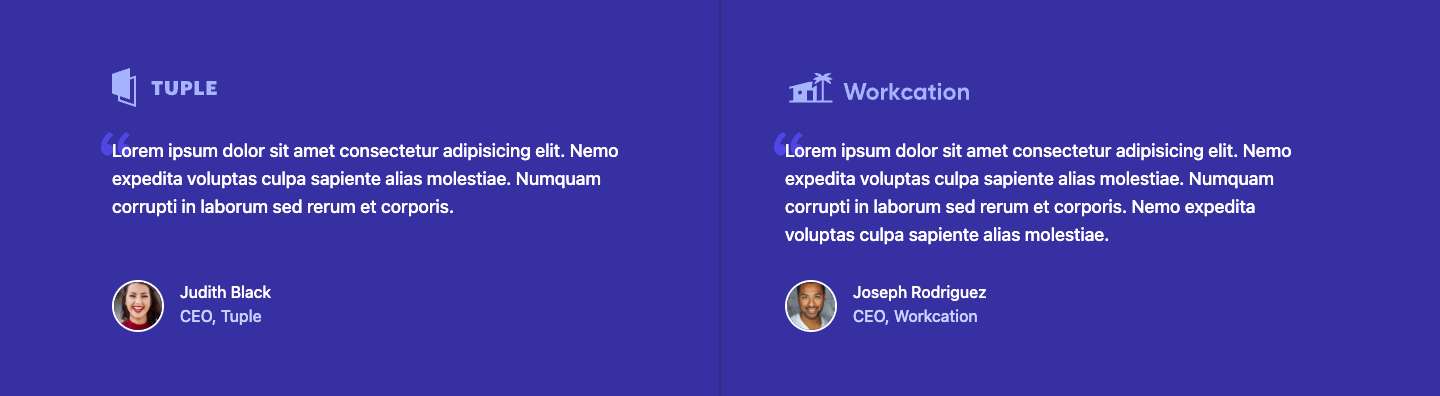 TUPLE
Lorem ipsum dolor sit amet consectetur adipisicing elit. Nemo
expedita voluptas culpa sapiente alias molestiae. Numquam
corrupti in laborum sed rerum et corporis.
Judith Black
CEO, Tuple
Workcation
Lorem ipsum dolor sit amet consectetur adipisicing elit. Nemo
expedita voluptas culpa sapiente alias molestiae. Numquam
corrupti in laborum sed rerum et corporis. Nemo expedita
voluptas culpa sapiente alias molestiae.
Joseph Rodriguez
CEO, Workcation